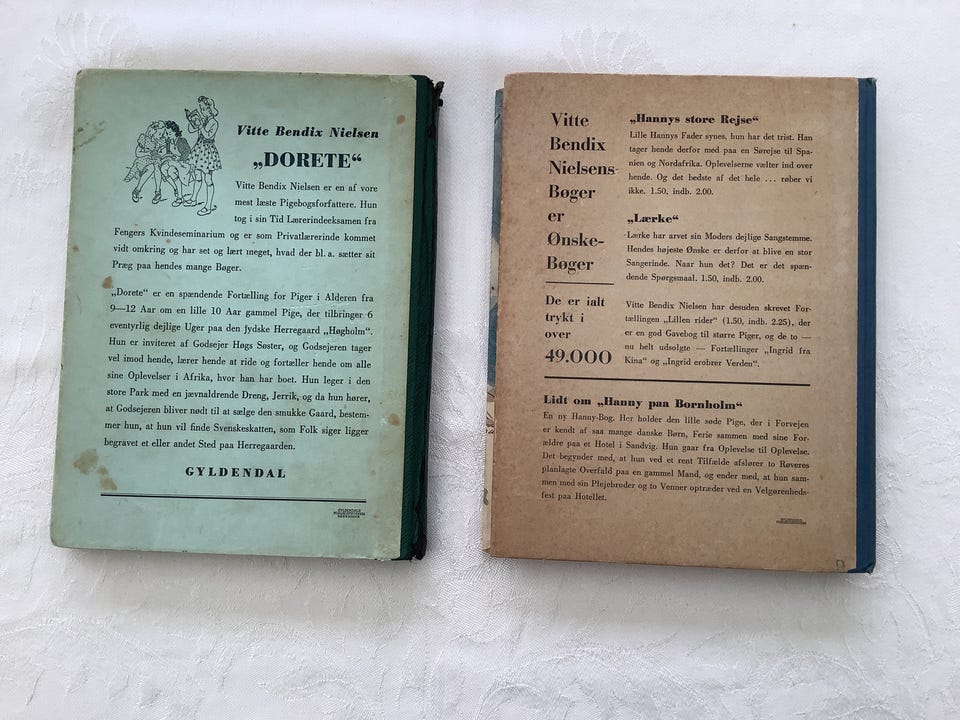 Vitte Bendix Nielsen
„DORETE“
Vitte Bendix Nielsen er en af vore
mest læste Pigebogsforfattere. Hun
tog i sin Tid Lærerindeeksamen fra
Fengers Kvindeseminarium og er som Privatlærerinde kommet
vidt omkring og har set og lært meget, hvad der bl. a. sætter sit
Præg paa hendes mange Bøger.
„Dorete“ er en spændende Fortælling for Piger i Alderen fra
9—12 Aar om en lille 10 Aar gammel Pige, der tilbringer 6
eventyrlig dejlige Uger paa den jydske Herregaard „Høgholm“.
Hun er inviteret af Godsejer Høgs Søster, og Godsejeren tager
vel imod hende, lærer hende at ride og fortæller hende om alle
sine Oplevelser i Afrika, hvor han har boet. Hun leger i den
store Park med en jævnaldrende Dreng, Jerrik, og da hun hører,
at Godsejeren bliver nødt til at sælge den smukke Gaard, bestem-
mer hun, at hun vil finde Svenskeskatten, som Folk siger ligger
begravet et eller andet Sted paa Herregaarden.
GYLDENDAL
Vitte
Bendix
Nielsens
Bøger
er
Ønske-
Bøger
De er ialt
trykt i
over
49.000
„Hannys store Rejse“
Lille Hannys Fader synes, hun har det trist. Han
tager hende derfor med paa en Sørejse til Spa-
nien og Nordafrika. Oplevelserne vælter ind over
hende. Og det bedste af det hele ... røber vi
ikke. 1.50, indb. 2.00.
„Lærke“
Lærke har arvet sin Moders dejlige Sangstemme.
Hendes højeste Ønske er derfor at blive en stor
Sangerinde. Naar hun det? Det er det spæn-
dende Spørgsmaal. 1.50, indb. 2.00.
Vitte Bendix Nielsen har desuden skrevet For-
tællingen „Lillen rider“ (1.50, indb. 2.25), der
er en god Gavebog til større Piger, og de to —
nu helt udsolgte — Fortællinger „Ingrid fra
Kina“ og „Ingrid erobrer Verden“.
Lidt om „Hanny paa Bornholm“
En ny Hanny-Bog. Her holder den lille søde Pige, der i Forvejen
er kendt af saa mange danske Børn, Ferie sammen med sine For-
ældre paa et Hotel i Sandvig. Hun gaar fra Oplevelse til Oplevelse.
Det begynder med, at hun ved et rent Tilfælde afslører to Røveres
planlagte Overfald paa en gammel Mand, og ender med, at hun sam-
men med sin Plejebroder og to Venner optræder ved en Velgørenheds-
fest paa Hotellet.